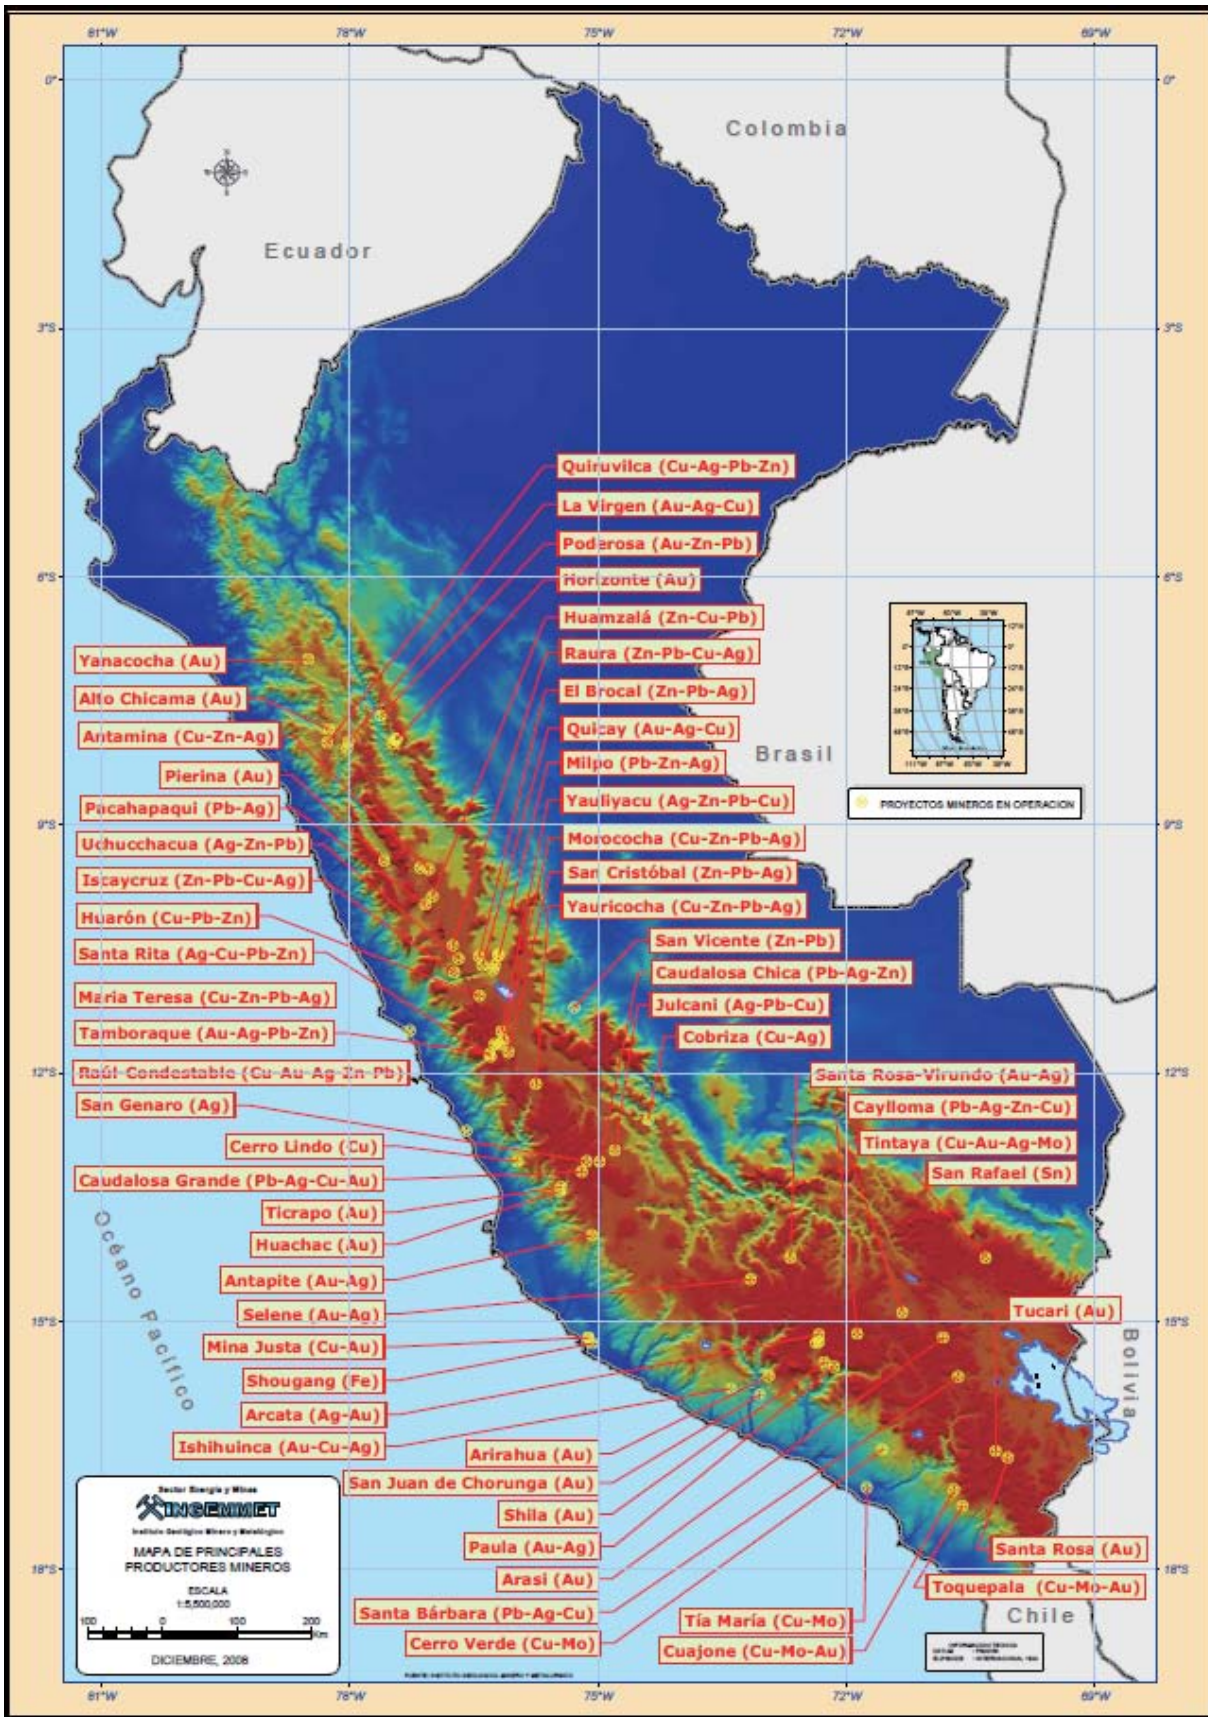 81°W 78°W 75°W 72°W 69°W
0° 0°
Colombia
Ecuador
3°S 3°S
Quiruvilca (Cu-Ag-Pb-Zn)
La Virgen (Au-Ag-Cu)
Poderosa (Au-Zn-Pb)
6°S 6°S
Horizonte (Au)
Huamzalá (Zn-Cu-Pb)
Raura (Zn-Pb-Cu-Ag)
Yanacocha (Au)
El Brocal (Zn-Pb-Ag)
Alto Chicama (Au)
Quicay (Au-Ag-Cu)
Antamina (Cu-Zn-Ag)
Brasil
Milpo (Pb-Zn-Ag)
Pierina (Au)
Yauliyacu (Ag-Zn-Pb-Cu)
PROYECTOS MINEROS EN OPERACION
Pacahapaqui (Pb-Ag)
9°S 9°S
Morococha (Cu-Zn-Pb-Ag)
Uchucchacua (Ag-Zn-Pb)
San Cristóbal (Zn-Pb-Ag)
Iscaycruz (Zn-Pb-Cu-Ag)
Yauricocha (Cu-Zn-Pb-Ag)
Huarón (Cu-Pb-Zn)
San Vicente (Zn-Pb)
Santa Rita (Ag-Cu-Pb-Zn)
Caudalosa Chica (Pb-Ag-Zn)
Maria Teresa (Cu-Zn-Pb-Ag)
Julcani (Ag-Pb-Cu)
Tamboraque (Au-Ag-Pb-Zn)
Cobriza (Cu-Ag)
12°S 12°S
Raúl-Condestable (Cu-Au-Ag-Zn-Pb)
Santa Rosa-Virundo (Au-Ag)
San Genaro (Ag)
Caylloma (Pb-Ag-Zn-Cu)
Cerro Lindo (Cu)
Tintaya (Cu-Au-Ag-Mo)
Caudalosa Grande (Pb-Ag-Cu-Au)
San Rafael (Sn)
Ticrapo (Au)
Huachac (Au)
Océano Pacífico
Antapite (Au-Ag)
Selene (Au-Ag)
Tucari (Au)
15°S 15°S
Mina Justa (Cu-Au)
Bolivia
Shougang (Fe)
Arcata (Ag-Au)
Ishihuinca (Au-Cu-Ag)
Arirahua (Au)
San Juan de Chorunga (Au)
Shila (Au)
Paula (Au-Ag)
Santa Rosa (Au)
18°S 18°S
Arasi (Au)
Toquepala (Cu-Mo-Au)
Santa Bárbara (Pb-Ag-Cu)
Tía María (Cu-Mo)
Chile
Cerro Verde (Cu-Mo)
Cuajone (Cu-Mo-Au)
Sector Energía y Minas
INGEMMET
Instituto Geológico Minero y Metalúrgico
MAPA DE PRINCIPALES
PRODUCTORES MINEROS
ESCALA
1:5,500,000
100 0 100 200
Km
DICIEMBRE, 2008
81°W 78°W 75°W 72°W 69°W